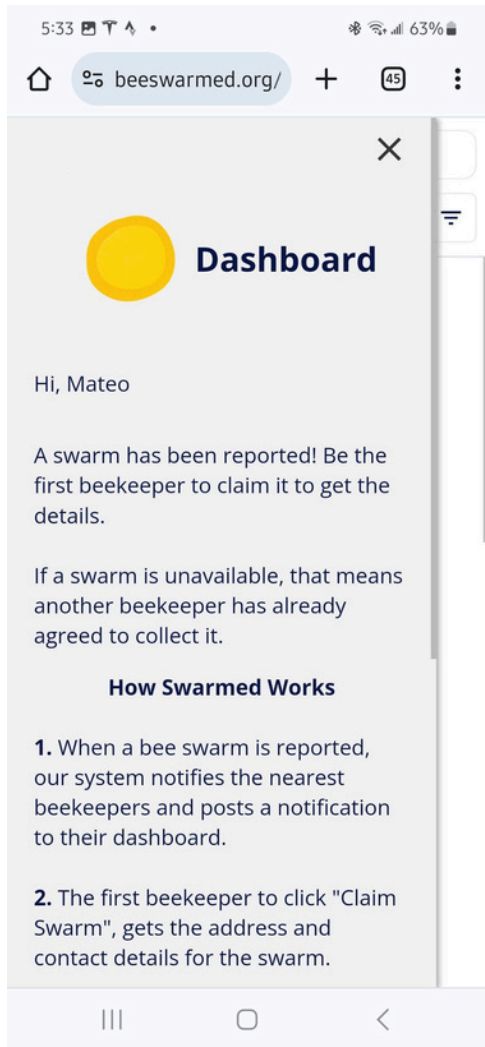 5:33
63%
beeswarmed.org/
45
Dashboard
Hi, Mateo
A swarm has been reported! Be the
first beekeeper to claim it to get the
details.
If a swarm is unavailable, that means
another beekeeper has already
agreed to collect it.
How Swarmed Works
1. When a bee swarm is reported,
our system notifies the nearest
beekeepers and posts a notification
to their dashboard.
2. The first beekeeper to click "Claim
Swarm", gets the address and
contact details for the swarm.